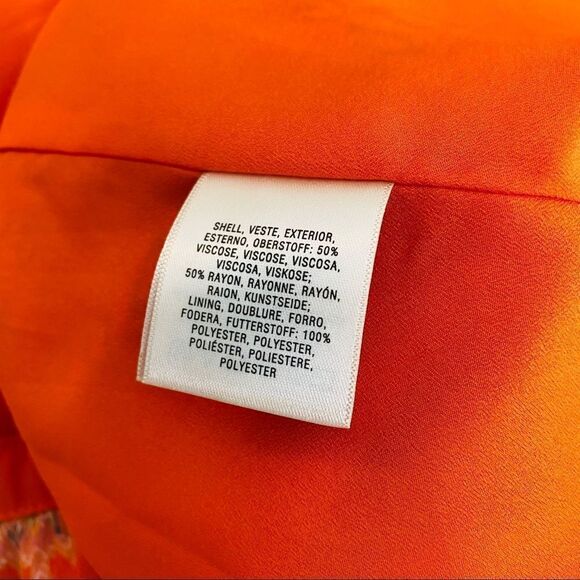 SHELL, VESTE, EXTERIOR,
ESTERNO, OBERSTOFF: 50%
VISCOSE, VISCOSE, VISCOSA,
VISCOSA, VISKOSE;
50% RAYON, RAYONNE, RAYÓN,
RAION, KUNSTSEIDE;
LINING, DOUBLURE, FORRO,
FODERA, FUTTERSTOFF: 100%
POLYESTER, POLYESTER,
POLIÉSTER, POLIESTERE,
POLYESTER